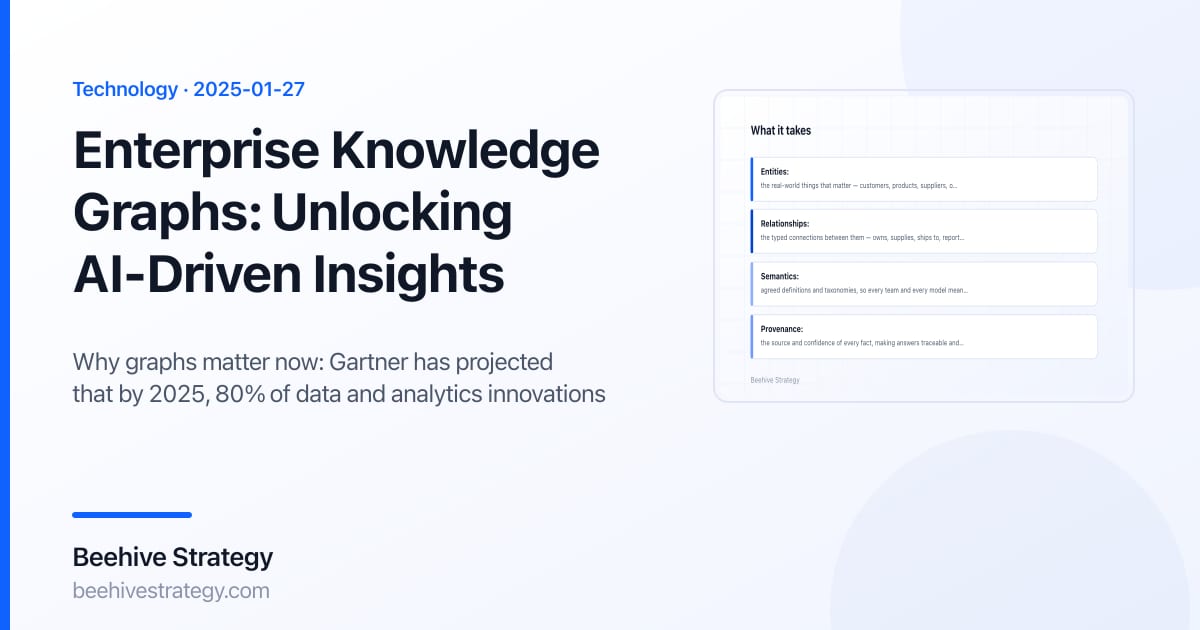 Technology · 2025-01-27
Enterprise Knowledge
Graphs: Unlocking
AI-Driven Insights
Why graphs matter now: Gartner has projected
that by 2025, 80% of data and analytics innovations
Beehive Strategy
beehivestrategy.com
What it takes
Entities:
the real-world things that matter — customers, products, suppliers, o...
Relationships:
the typed connections between them — owns, supplies, ships to, report...
Semantics:
agreed definitions and taxonomies, so every team and every model mean...
Provenance:
the source and confidence of every fact, making answers traceable and...
Beehive Strategy